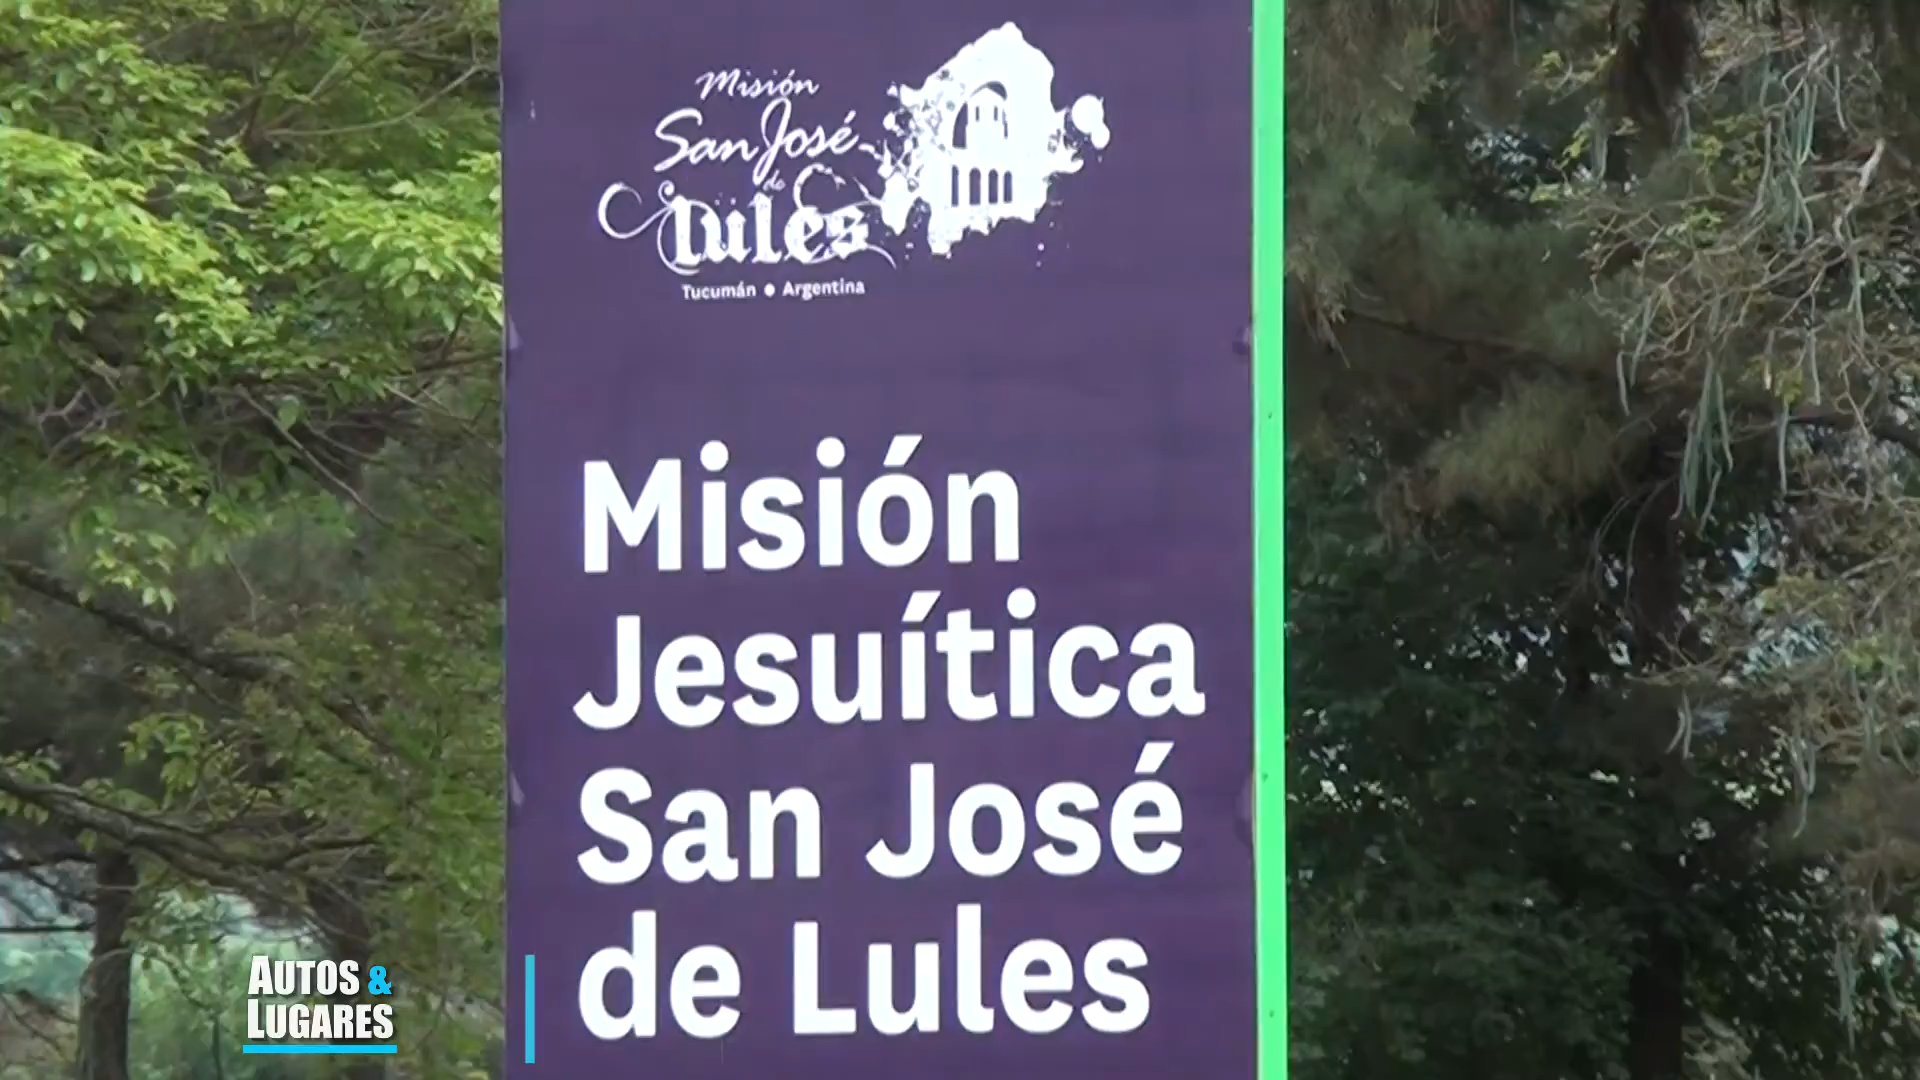 Misión
San José
de
lules
Tucumán • Argentina
Misión
Jesuítica
San José
de Lules
AUTOS &
LUGARES